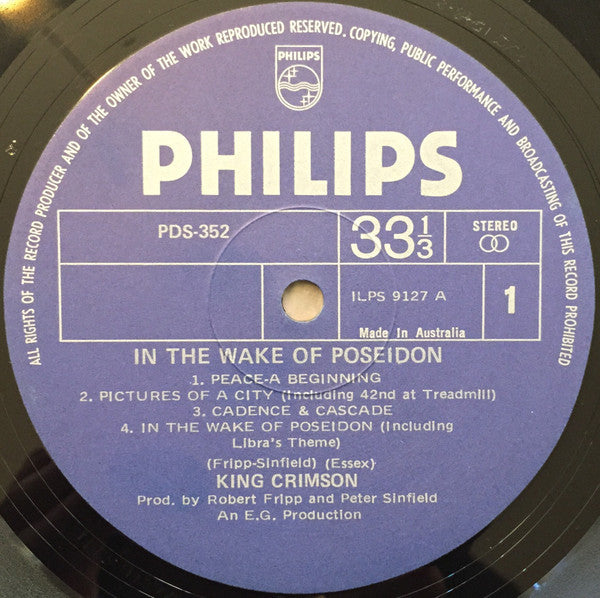 ALL RIGHTS OF THE RECORD PRODUCER AND OF THE OWNER OF THE WORK REPRODUCED RESERVED. COPYING, PUBLIC PERFORMANCE AND BROADCASTING OF THIS RECORD PROHIBITED
PHILIPS
PHILIPS
PDS-352
33 1/3
STEREO
ILPS 9127 A
1
Made In Australia
IN THE WAKE OF POSEIDON
1. PEACE-A BEGINNING
2. PICTURES OF A CITY (Including 42nd at Treadmill)
3. CADENCE & CASCADE
4. IN THE WAKE OF POSEIDON (Including
Libra's Theme)
(Fripp-Sinfield) (Essex)
KING CRIMSON
Prod. by Robert Fripp and Peter Sinfield
An E.G. Production